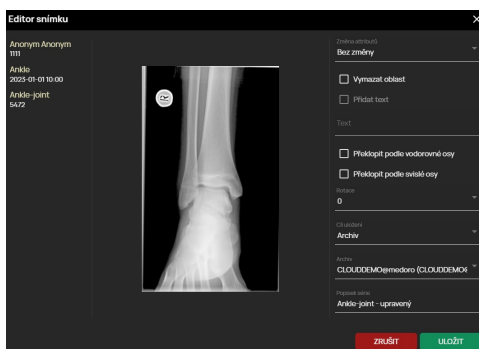 Editor snímku
Anonym Anonym
1111
Ankle
2023-01-01 10:00
Ankle-joint
5472
Změna atributů
Bez změny
Vymazat oblast
Přidat text
Text
Překlopit podle vodorovné osy
Překlopit podle svislé osy
Rotace
0
Cíl uložení
Archiv
Archiv
CLOUDDEMO@medoro (CLOUDDEMO@
Popisek série
Ankle-joint - upravený
ZRUŠIT
ULOŽIT